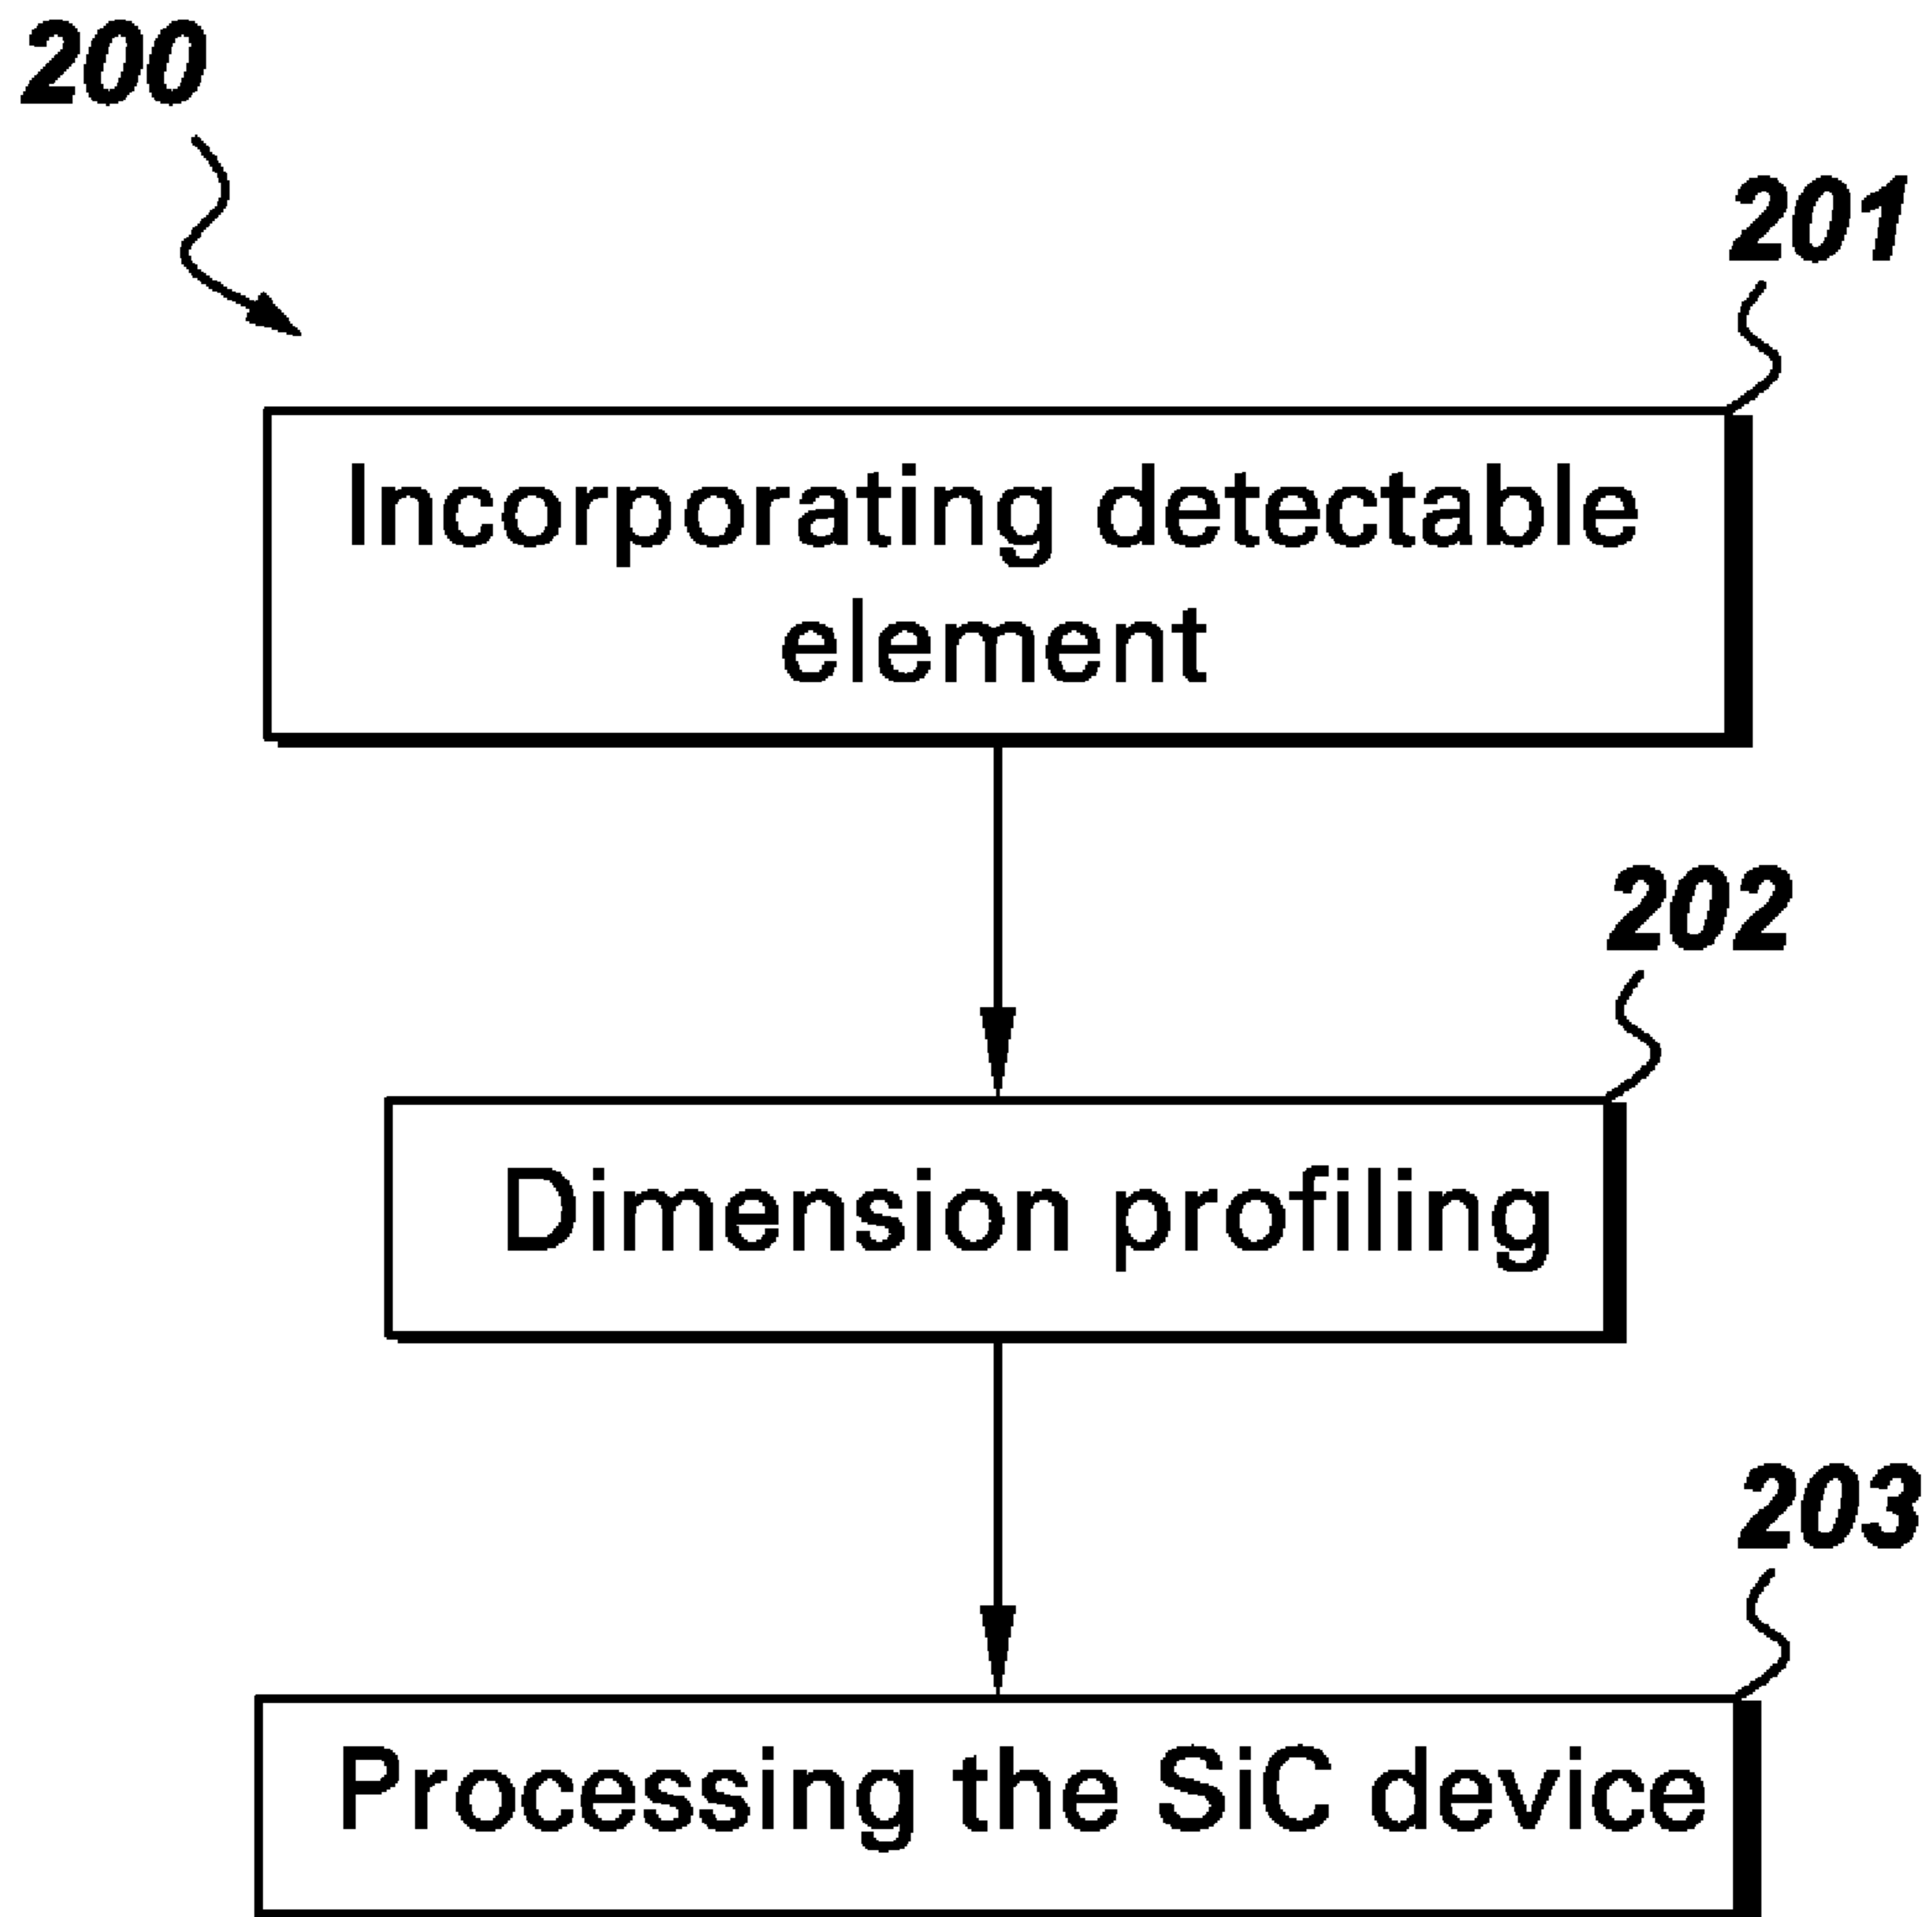 200
201
Incorporating detectable
element
202
Dimension profiling
203
Processing the SiC device